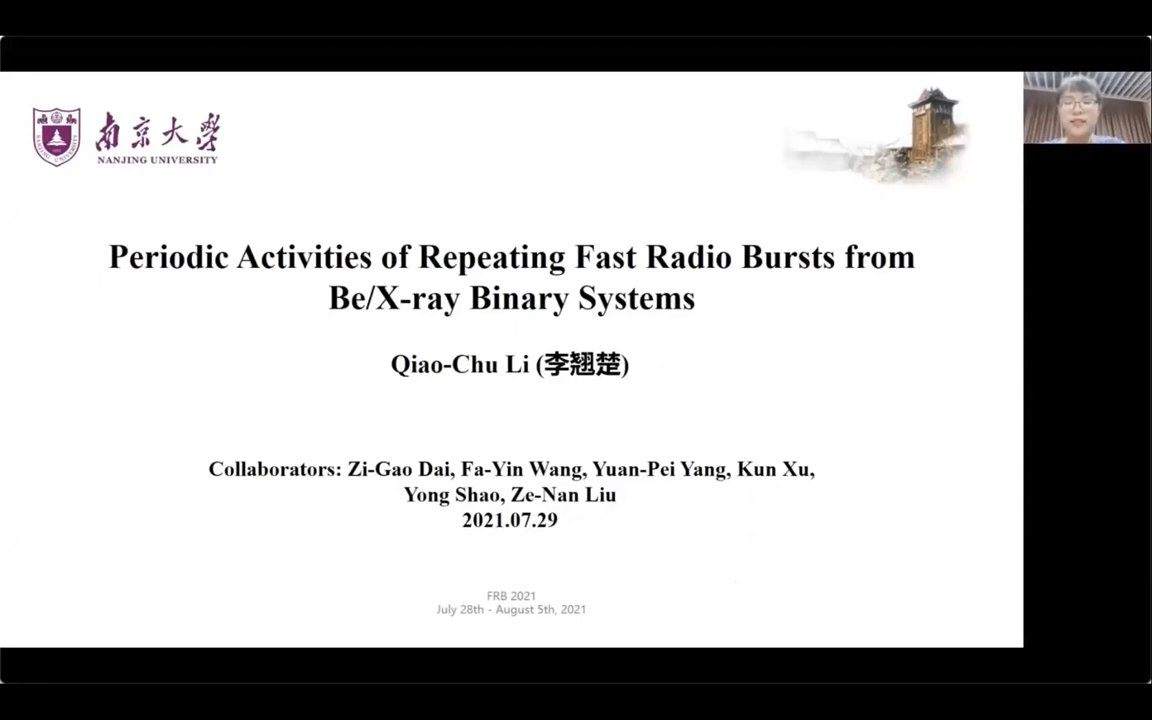 南京大學
NANJING UNIVERSITY
Periodic Activities of Repeating Fast Radio Bursts from
Be/X-ray Binary Systems
Qiao-Chu Li (李翘楚)
Collaborators: Zi-Gao Dai, Fa-Yin Wang, Yuan-Pei Yang, Kun Xu,
Yong Shao, Ze-Nan Liu
2021.07.29
FRB 2021
July 28th - August 5th, 2021